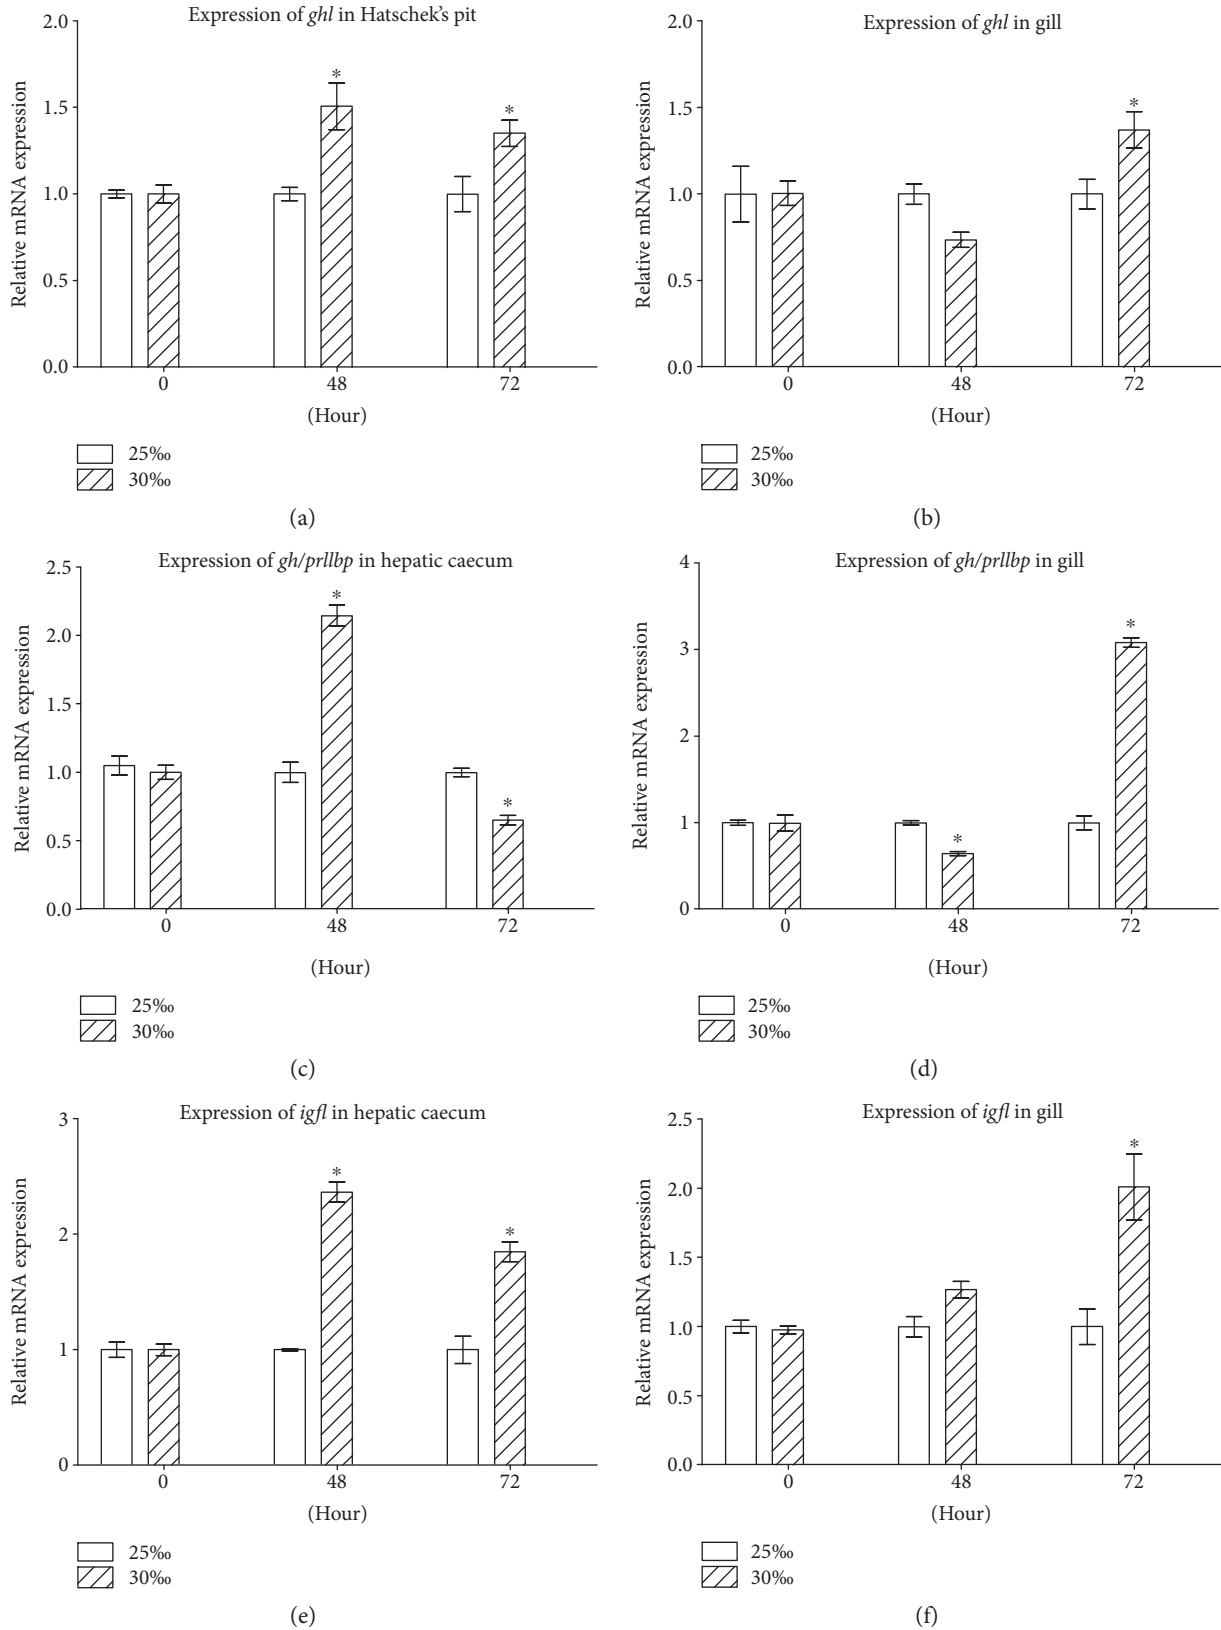 Expression of ghl in Hatschek's pit
Relative mRNA expression
2.0
1.5
1.0
0.5
0.0
*
*
0
48
72
(Hour)
25‰
30‰
(a)
Expression of ghl in gill
Relative mRNA expression
2.0
1.5
1.0
0.5
0.0
*
0
48
72
(Hour)
25‰
30‰
(b)
Expression of gh/prllbp in hepatic caecum
Relative mRNA expression
2.5
2.0
1.5
1.0
0.5
0.0
*
*
0
48
72
(Hour)
25‰
30‰
(c)
Expression of gh/prllbp in gill
Relative mRNA expression
4
3
2
1
0
*
*
0
48
72
(Hour)
25‰
30‰
(d)
Expression of igfl in hepatic caecum
Relative mRNA expression
3
2
1
0
*
*
0
48
72
(Hour)
25‰
30‰
(e)
Expression of igfl in gill
Relative mRNA expression
2.5
2.0
1.5
1.0
0.5
0.0
*
0
48
72
(Hour)
25‰
30‰
(f)